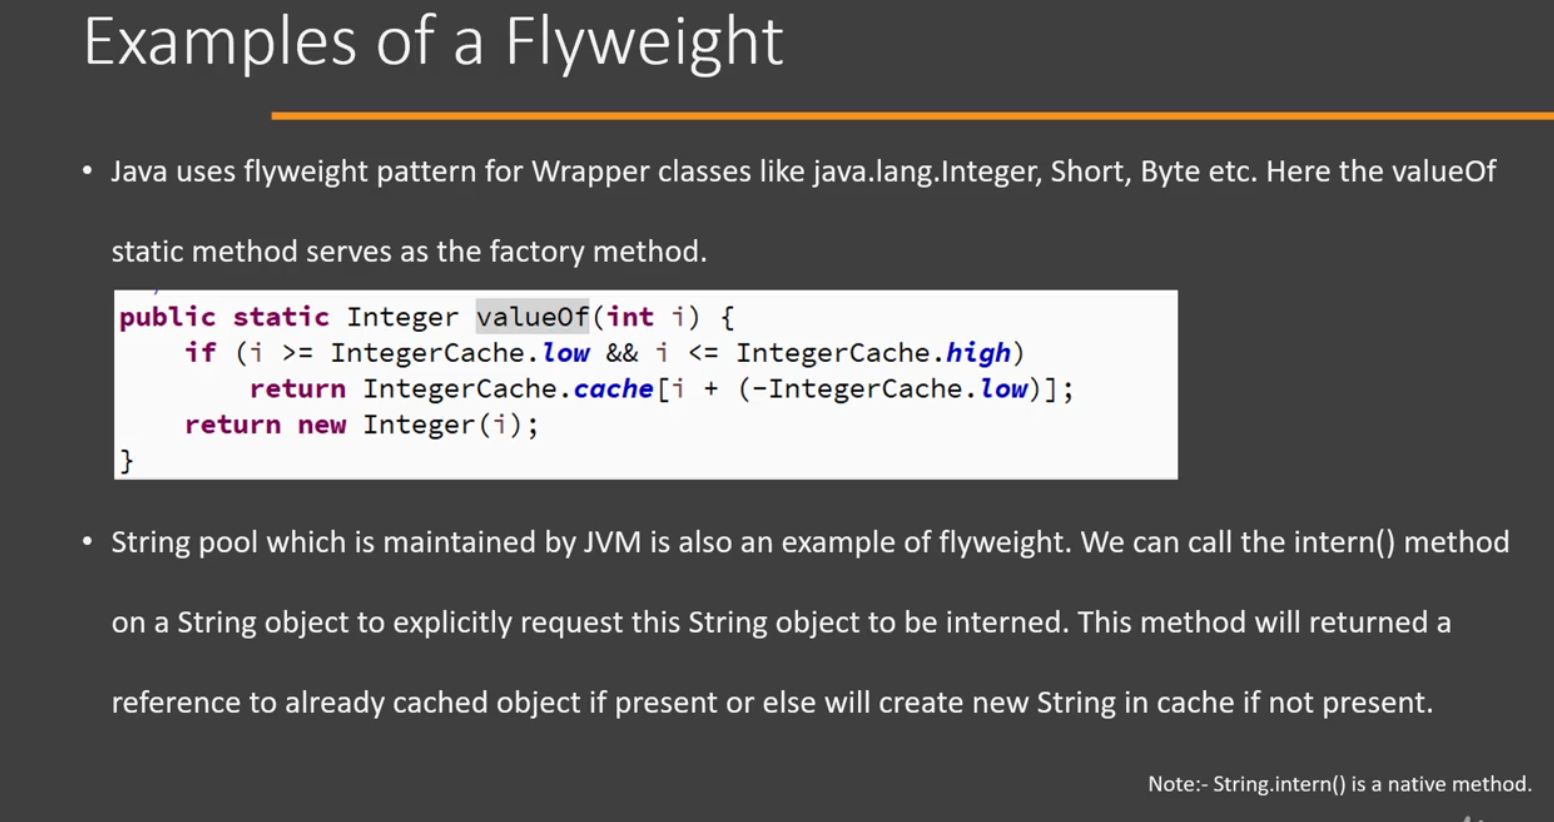 Examples of a Flyweight
• Java uses flyweight pattern for Wrapper classes like java.lang.Integer, Short, Byte etc. Here the valueOf
static method serves as the factory method.
public static Integer valueOf(int i) {
    if (i >= IntegerCache.low && i <= IntegerCache.high)
        return IntegerCache.cache[i + (-IntegerCache.low)];
    return new Integer(i);
}
• String pool which is maintained by JVM is also an example of flyweight. We can call the intern() method
on a String object to explicitly request this String object to be interned. This method will returned a
reference to already cached object if present or else will create new String in cache if not present.
Note:- String.intern() is a native method.